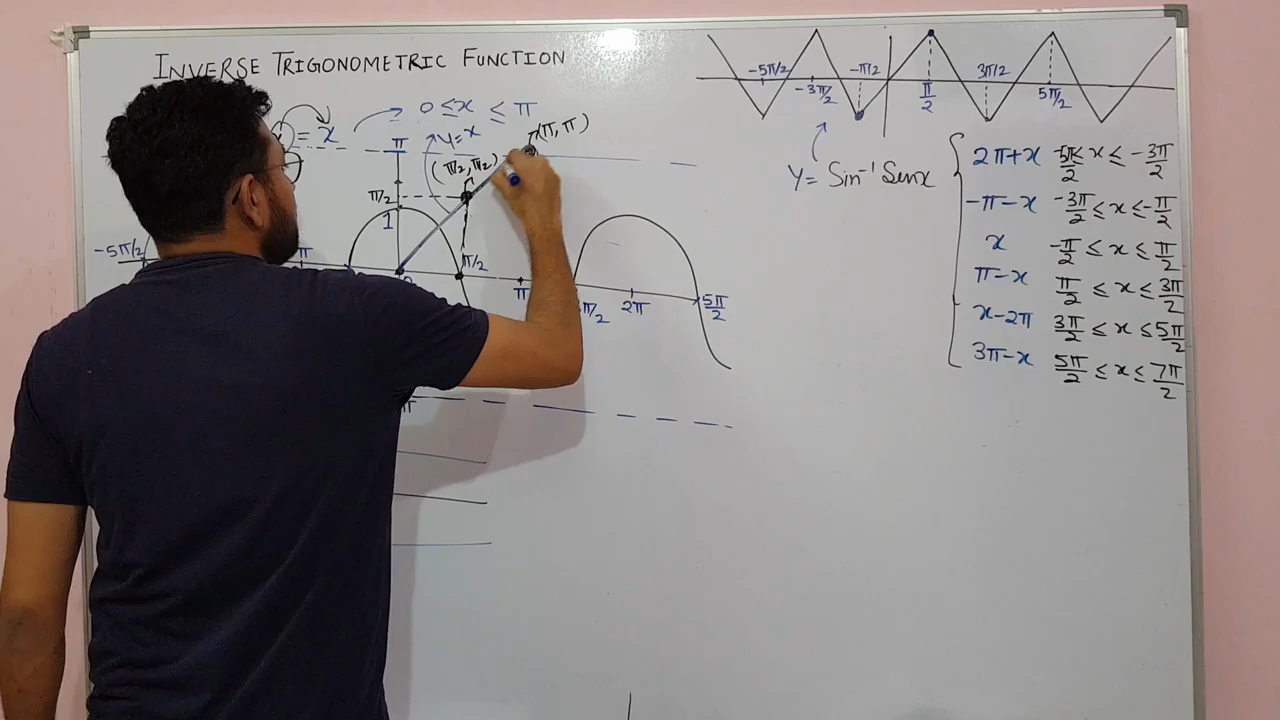 INVERSE TRIGONOMETRIC FUNCTION
= x 0 ≤ x ≤ π
π y = x (π, π)
(π/2, π/2)
π/2
1
-5π/2 π π/2 π π/2 2π 5π/2
-5π/2 -3π/2 -π/2 π/2 3π/2 5π/2
y = Sin⁻¹ Sinx
2π+x -5π/2 ≤ x ≤ -3π/2
-π-x -3π/2 ≤ x ≤ -π/2
x -π/2 ≤ x ≤ π/2
π-x π/2 ≤ x ≤ 3π/2
x-2π 3π/2 ≤ x ≤ 5π/2
3π-x 5π/2 ≤ x ≤ 7π/2